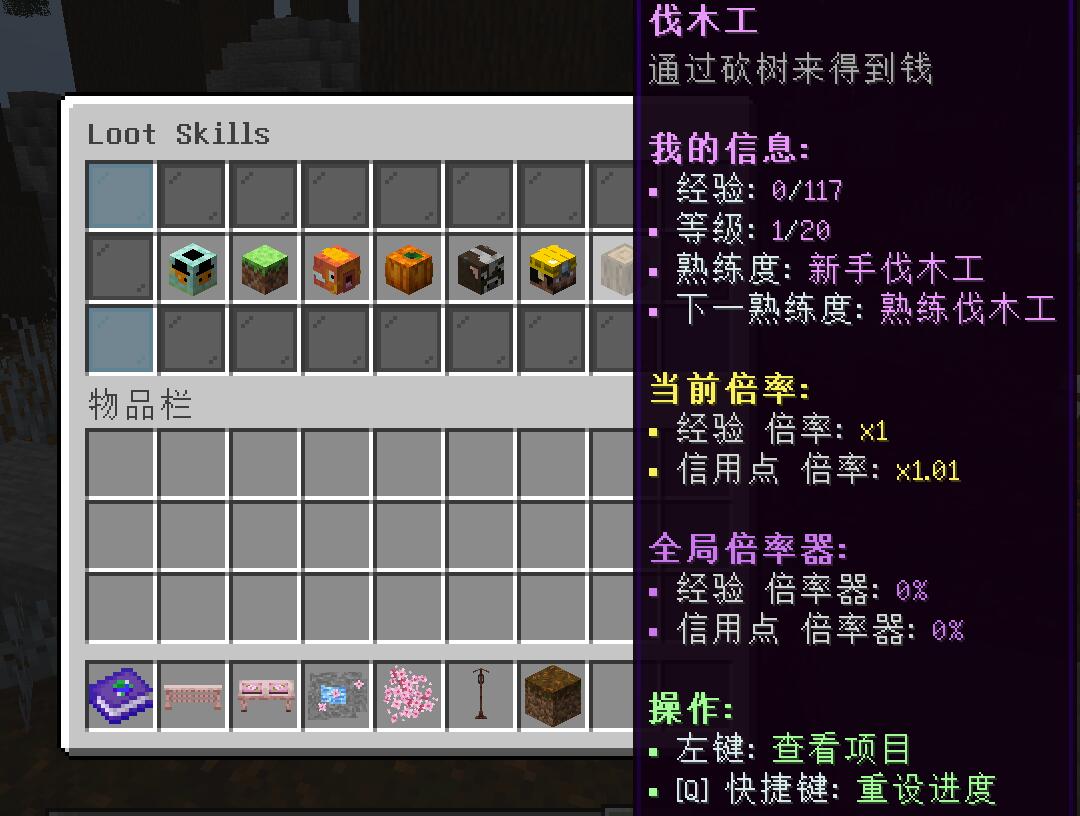 Loot Skills
物品栏
伐木工
通过砍树来得到钱
我的信息:
▪ 经验: 0/117
▪ 等级: 1/20
▪ 熟练度: 新手伐木工
▪ 下一熟练度: 熟练伐木工
当前倍率:
▪ 经验 倍率: x1
▪ 信用点 倍率: x1.01
全局倍率器:
▪ 经验 倍率器: 0%
▪ 信用点 倍率器: 0%
操作:
▪ 左键: 查看项目
▪ [Q] 快捷键: 重设进度